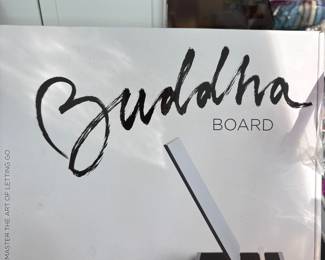 Buddha
BOARD
MASTER THE ART OF LETTING GO